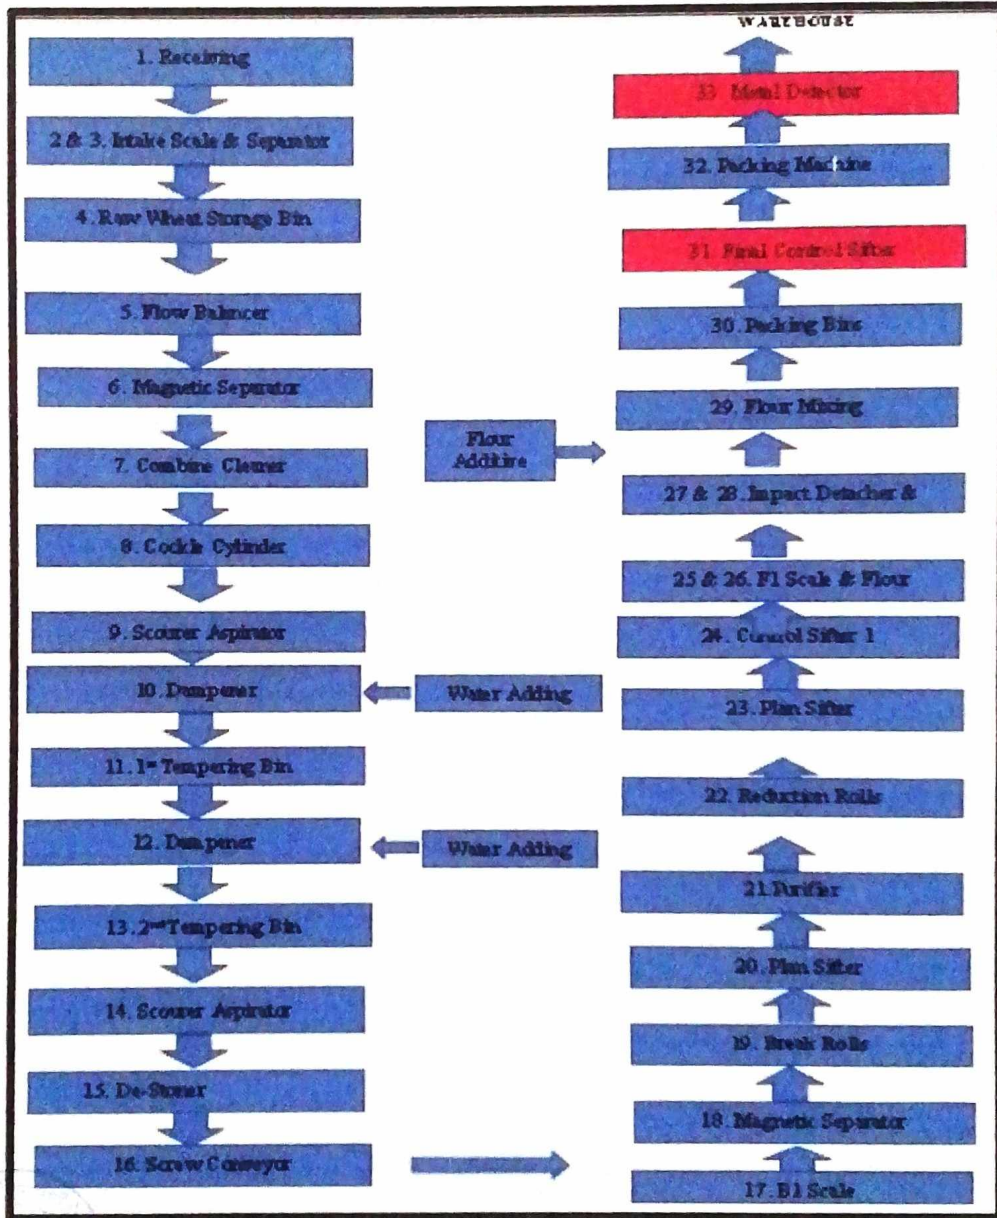 1. Receiving
2 & 3. Intake Scale & Separator
4. Raw Wheat Storage Bin
5. Flow Balancer
6. Magnetic Separator
7. Combine Cleaner
8. Cockle Cylinder
9. Scourer Aspirator
10. Dampener
Water Adding
11. 1st Tempering Bin
12. Dampener
Water Adding
13. 2nd Tempering Bin
14. Scourer Aspirator
15. De-Stoner
16. Screw Conveyor
17. B1 Scale
18. Magnetic Separator
19. Break Rolls
20. Plan Sifter
21. Purifier
22. Reduction Rolls
23. Plan Sifter
24. Control Sifter 1
25 & 26. F1 Scale & Flour
27 & 28. Impact Detacher &
Flour
Additive
29. Flour Mixing
30. Packing Bins
31. Final Control Sifter
32. Packing Machine
33. Metal Detector
WAREHOUSE